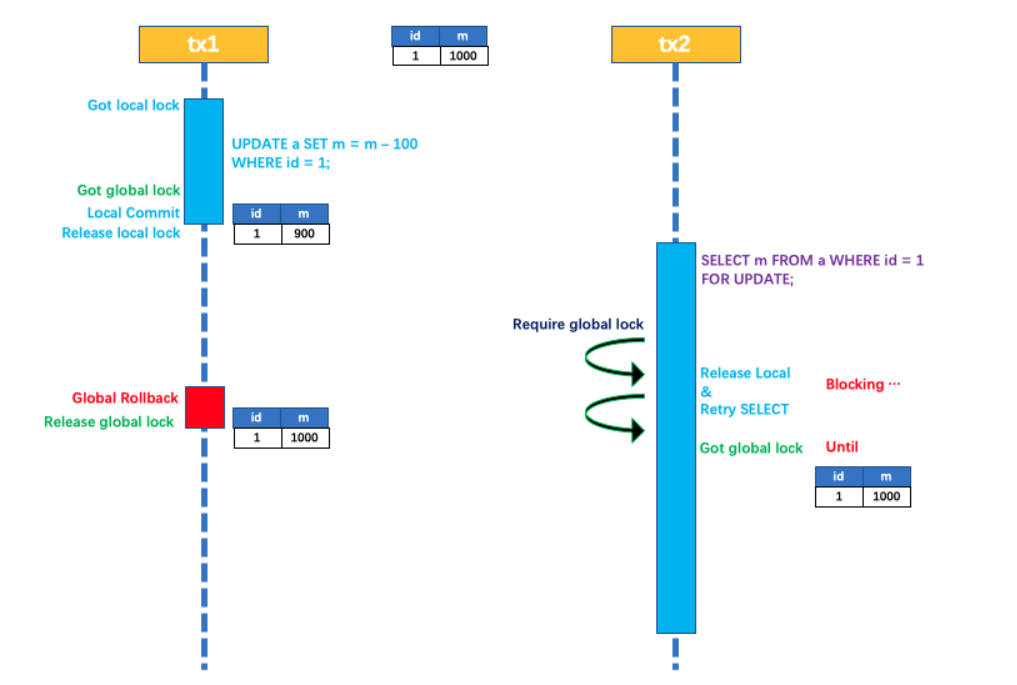 tx1
id m
1 1000
tx2
Got local lock
UPDATE a SET m = m – 100
WHERE id = 1;
Got global lock
Local Commit
Release local lock
id m
1 900
SELECT m FROM a WHERE id = 1
FOR UPDATE;
Require global lock
Release Local
&
Retry SELECT
Blocking ···
Global Rollback
Release global lock
id m
1 1000
Got global lock
Until
id m
1 1000